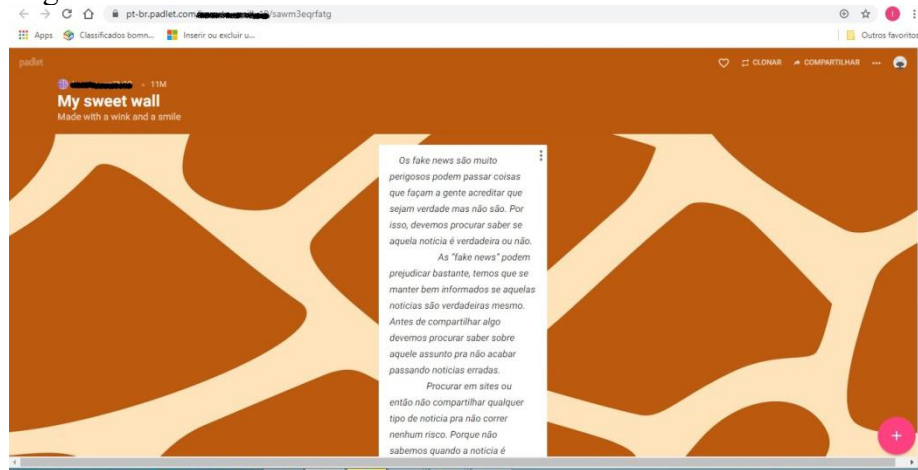 pt-br.padlet.com/
/sawm3eqrfatg
Apps
Classificados bomn...
Inserir ou excluir u...
Outros favoritos
padlet
CLONAR
COMPARTILHAR
11M
My sweet wall
Made with a wink and a smile
Os fake news são muito
perigosos podem passar coisas
que façam a gente acreditar que
sejam verdade mas não são. Por
isso, devemos procurar saber se
aquela noticia é verdadeira ou não.
As "fake news" podem
prejudicar bastante, temos que se
manter bem informados se aquelas
noticias são verdadeiras mesmo.
Antes de compartilhar algo
devemos procurar saber sobre
aquele assunto pra não acabar
passando noticias erradas.
Procurar em sites ou
então não compartilhar qualquer
tipo de noticia pra não correr
nenhum risco. Porque não
sabemos quando a noticia é